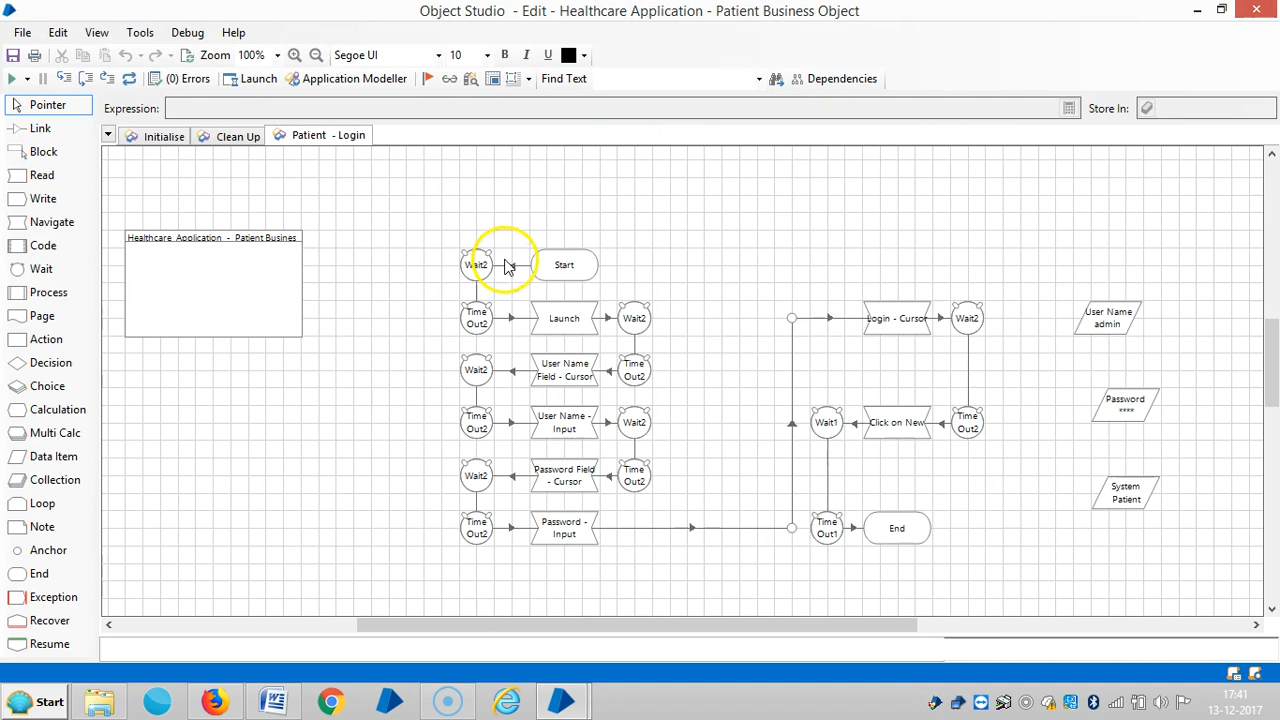 Object Studio - Edit - Healthcare Application - Patient Business Object
File Edit View Tools Debug Help
Zoom 100% Segoe UI 10 B I U
(0) Errors Launch Application Modeller Find Text Dependencies
Pointer
Expression: Store In:
Link
Initialise Clean Up Patient - Login
Block
Read
Write
Navigate
Code
Wait
Process
Page
Action
Decision
Choice
Calculation
Multi Calc
Data Item
Collection
Loop
Note
Anchor
End
Exception
Recover
Resume
Healthcare Application - Patient Busines
Wait2 Start
Time Out2 Launch Wait2
Wait2 User Name Field - Cursor Time Out2
Time Out2 User Name - Input Wait2
Wait2 Password Field - Cursor Time Out2
Time Out2 Password - Input
Login - Cursor Wait2
Wait1 Click on New Time Out2
Time Out1 End
User Name
admin
Password
****
System
Patient
Start
17:41
13-12-2017